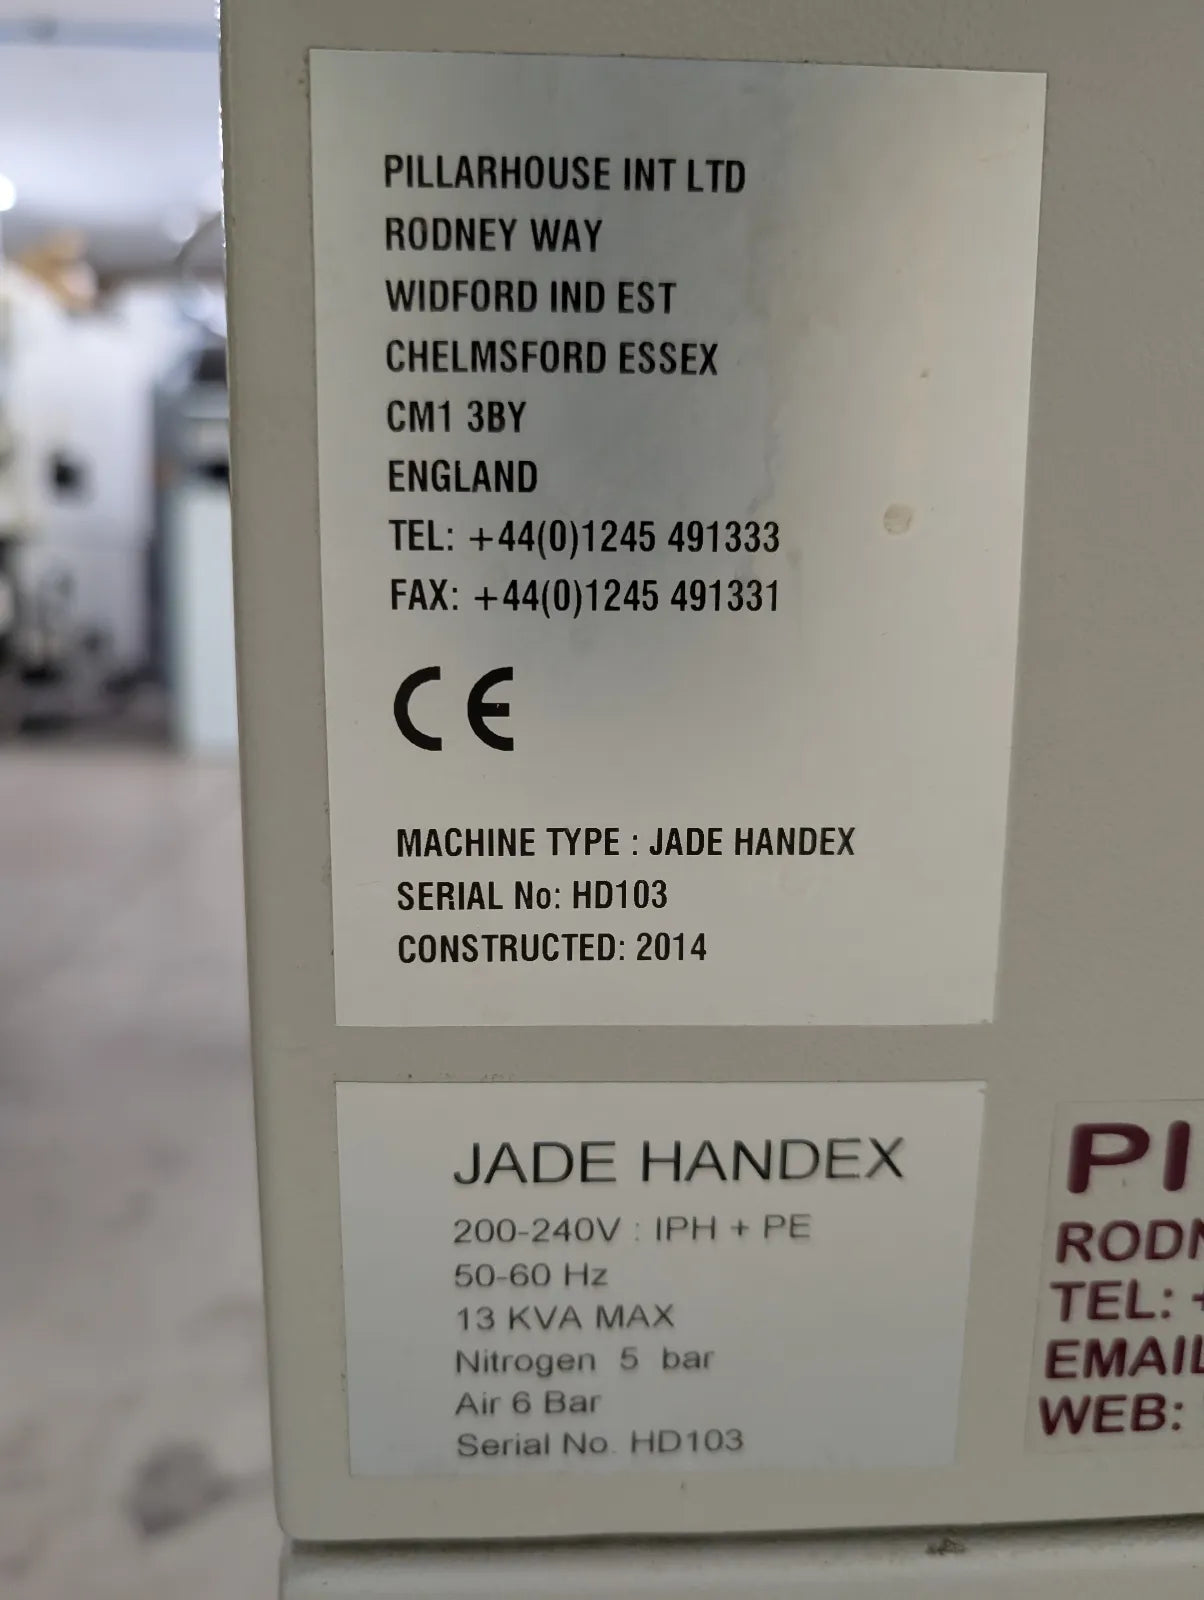 PILLARHOUSE INT LTD
RODNEY WAY
WIDFORD IND EST
CHELMSFORD ESSEX
CM1 3BY
ENGLAND
TEL: +44(0)1245 491333
FAX: +44(0)1245 491331
CE
MACHINE TYPE : JADE HANDEX
SERIAL No: HD103
CONSTRUCTED: 2014
JADE HANDEX
200-240V : IPH + PE
50-60 Hz
13 KVA MAX
Nitrogen 5 bar
Air 6 Bar
Serial No. HD103
PI
RODN
TEL: +
EMAIL
WEB: